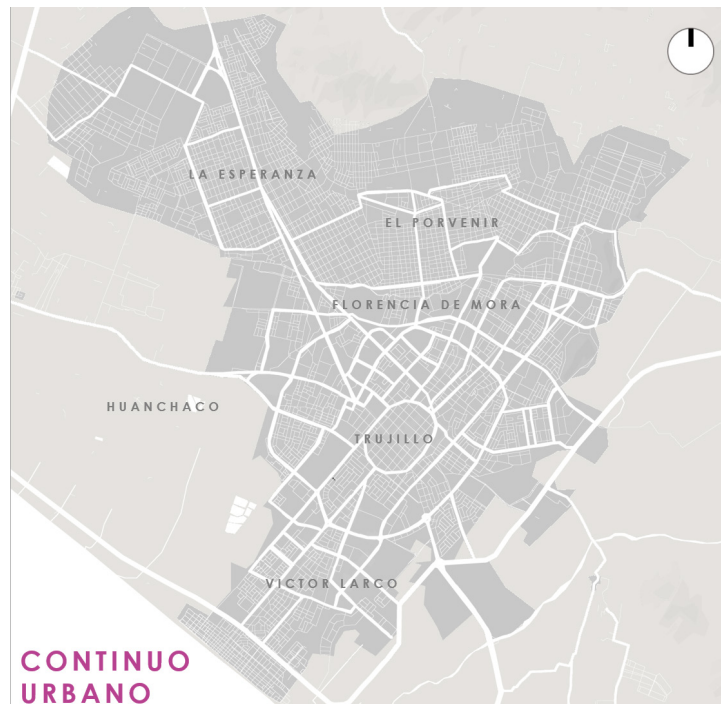 LA ESPERANZA
EL PORVENIR
FLORENCIA DE MORA
HUANCHACO
TRUJILLO
VICTOR LARCO
CONTINUO
URBANO